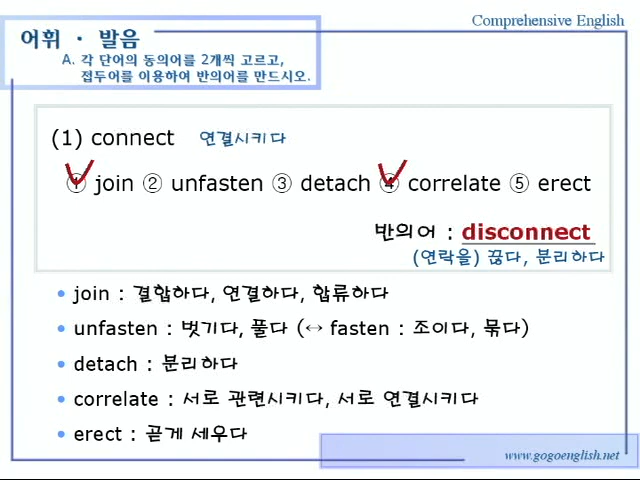 Comprehensive English
어휘 · 발음
A. 각 단어의 동의어를 2개씩 고르고,
접두어를 이용하여 반의어를 만드시오.
(1) connect 연결시키다
① join ② unfasten ③ detach ④ correlate ⑤ erect
반의어 : disconnect
(연락을) 끊다, 분리하다
• join : 결합하다, 연결하다, 합류하다
• unfasten : 벗기다, 풀다 (↔ fasten : 조이다, 묶다)
• detach : 분리하다
• correlate : 서로 관련시키다, 서로 연결시키다
• erect : 곧게 세우다
www.gogoenglish.net